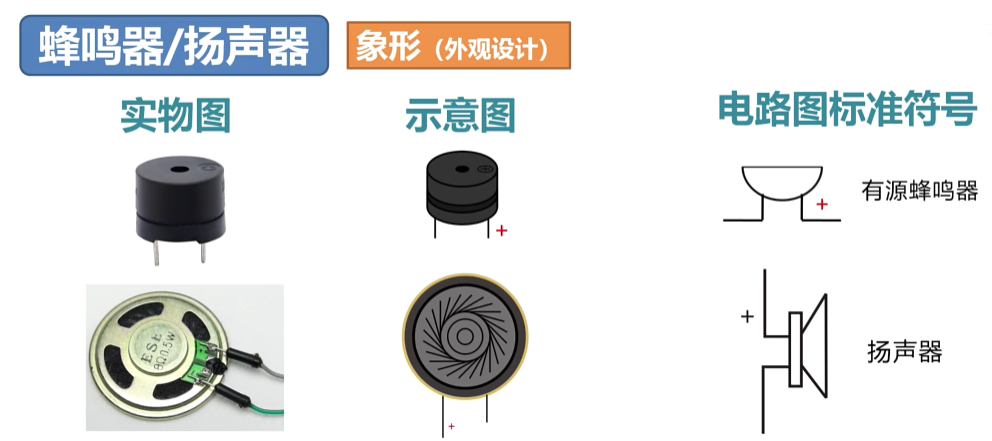 蜂鸣器/扬声器
象形（外观设计）
实物图
示意图
电路图标准符号
+
+
有源蜂鸣器
ESE
8Ω0.5W
+
+
扬声器